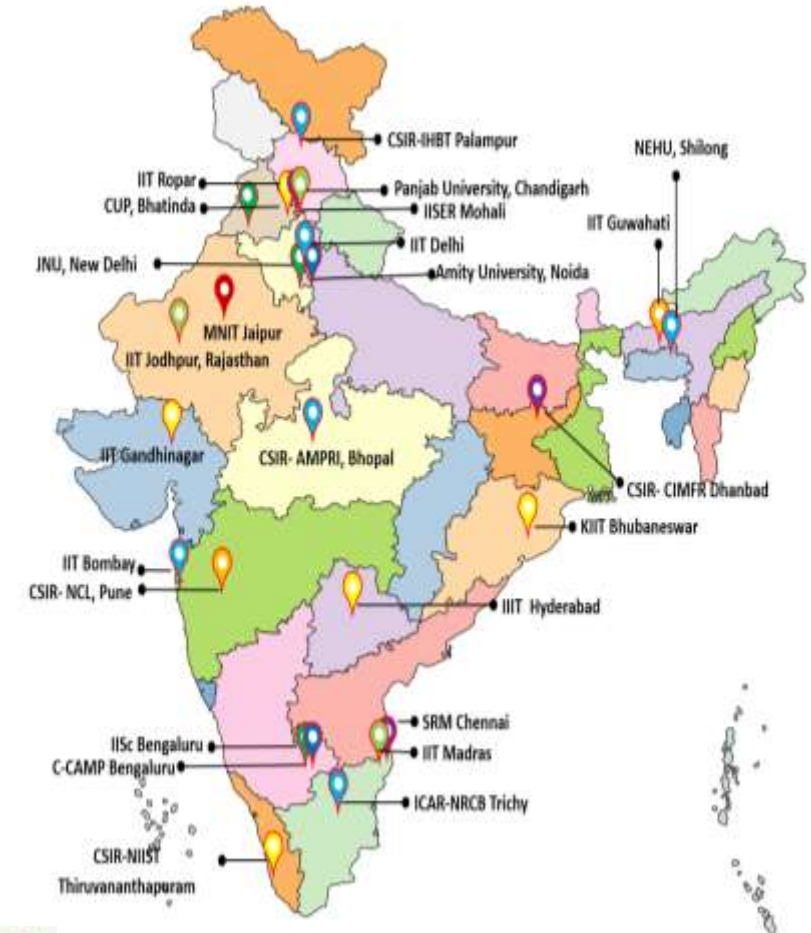 CSIR-IHBT Palampur
NEHU, Shilong
IIT Ropar
Panjab University, Chandigarh
CUP, Bhatinda
IISER Mohali
IIT Guwahati
IIT Delhi
JNU, New Delhi
Amity University, Noida
MNIT Jaipur
IIT Jodhpur, Rajasthan
IIT Gandhinagar
CSIR- AMPRI, Bhopal
CSIR- CIMFR Dhanbad
KIIT Bhubaneswar
IIT Bombay
CSIR- NCL, Pune
IIIT Hyderabad
SRM Chennai
IISc Bengaluru
IIT Madras
C-CAMP Bengaluru
ICAR-NRCB Trichy
CSIR-NIIST
Thiruvananthapuram